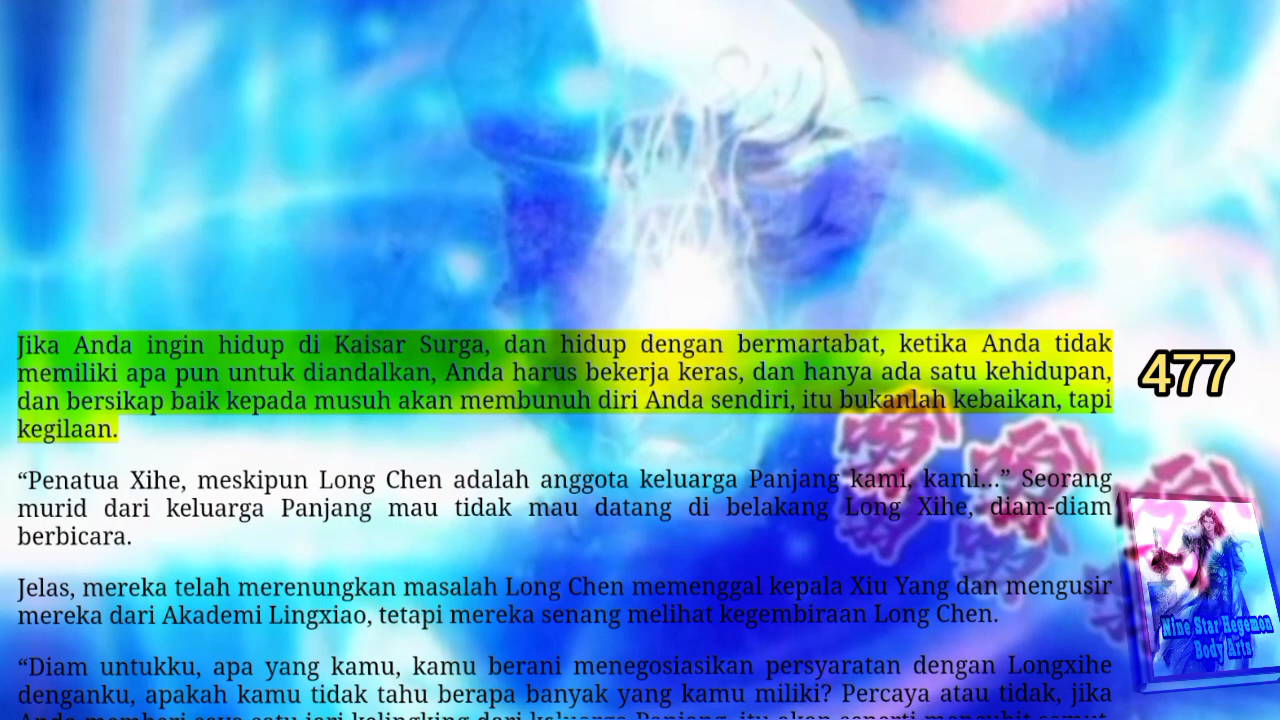 Jika Anda ingin hidup di Kaisar Surga, dan hidup dengan bermartabat, ketika Anda tidak
memiliki apa pun untuk diandalkan, Anda harus bekerja keras, dan hanya ada satu kehidupan,
dan bersikap baik kepada musuh akan membunuh diri Anda sendiri, itu bukanlah kebaikan, tapi
kegilaan.
477
“Penatua Xihe, meskipun Long Chen adalah anggota keluarga Panjang kami, kami...” Seorang
murid dari keluarga Panjang mau tidak mau datang di belakang Long Xihe, diam-diam
berbicara.
Jelas, mereka telah merenungkan masalah Long Chen memenggal kepala Xiu Yang dan mengusir
mereka dari Akademi Lingxiao, tetapi mereka senang melihat kegembiraan Long Chen.
Nine Star Hegemon
Body Arts
“Diam untukku, apa yang kamu, kamu berani menegosiasikan persyaratan dengan Longxihe
denganku, apakah kamu tidak tahu berapa banyak yang kamu miliki? Percaya atau tidak, jika